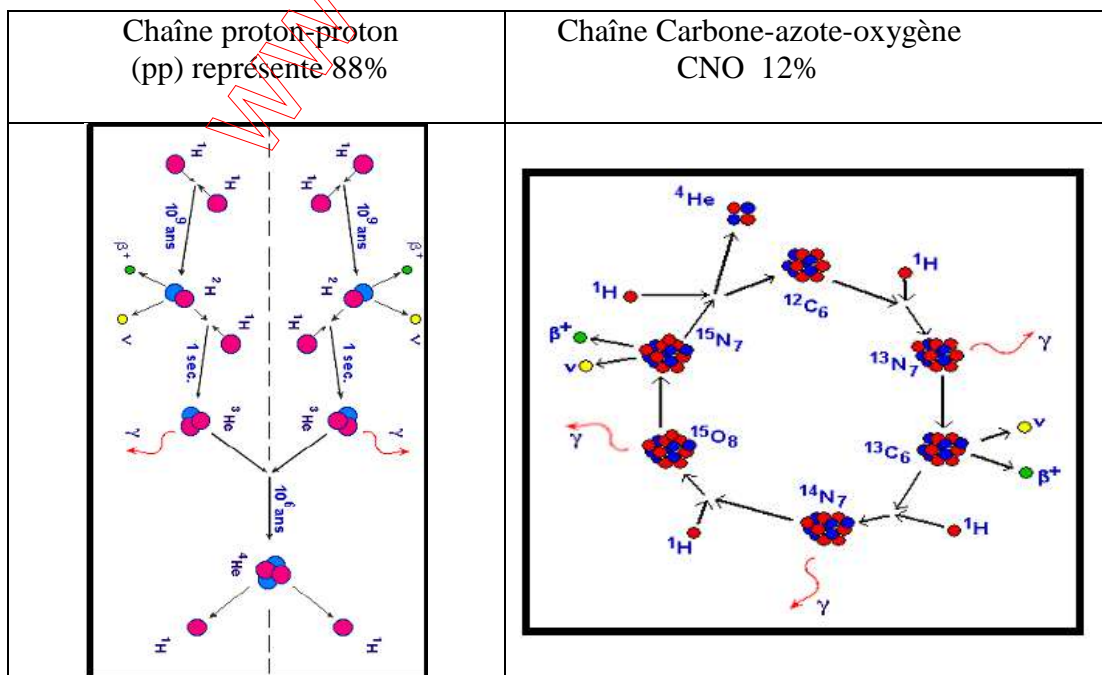 Chaîne proton-proton
(pp) représente 88%
Chaîne Carbone-azote-oxygène
CNO 12%
¹H
¹H
¹H
¹H
10⁹ ans
10⁹ ans
β⁺
β⁺
²H
²H
ν
ν
¹H
¹H
1 sec.
1 sec.
³He
³He
γ
γ
10⁶ ans
⁴He
¹H
¹H
⁴He
¹H
¹H
¹²C₆
β⁺
¹⁵N₇
¹³N₇
γ
ν
γ
¹⁵O₈
¹³C₆
ν
β⁺
¹⁴N₇
¹H
¹H
γ
WWW